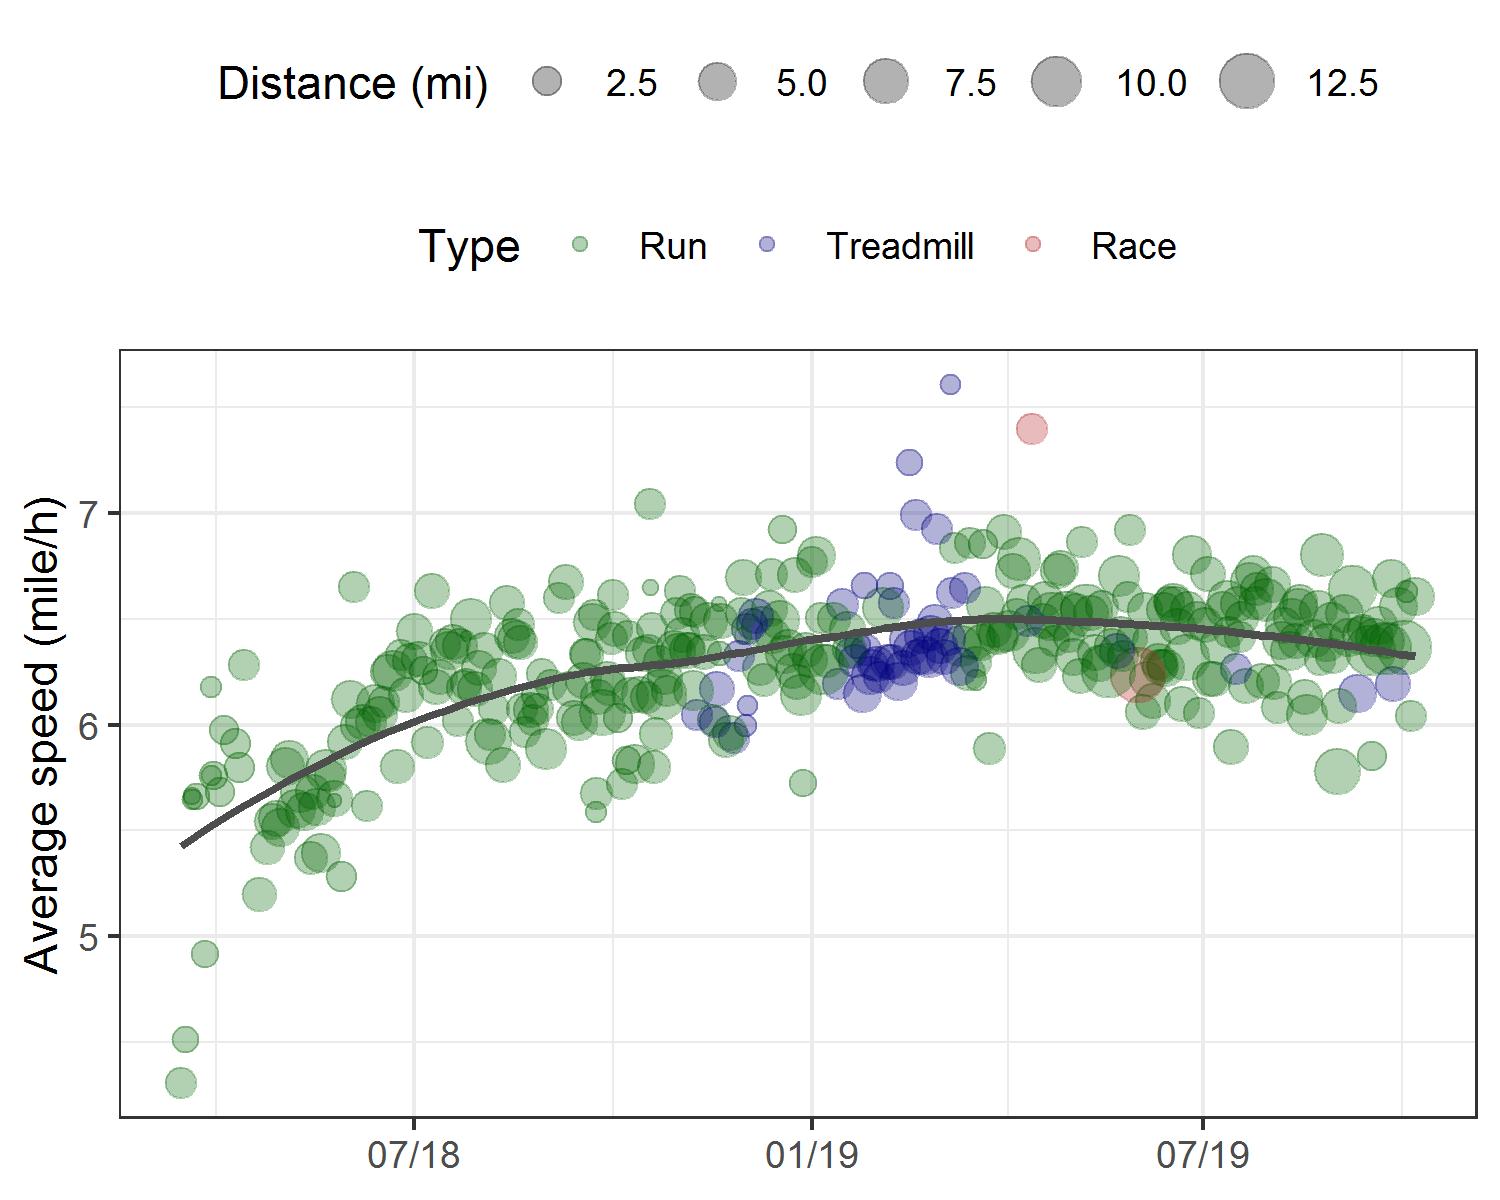 Distance (mi) 2.5 5.0 7.5 10.0 12.5
Type Run Treadmill Race
Average speed (mile/h)
7
6
5
07/18 01/19 07/19